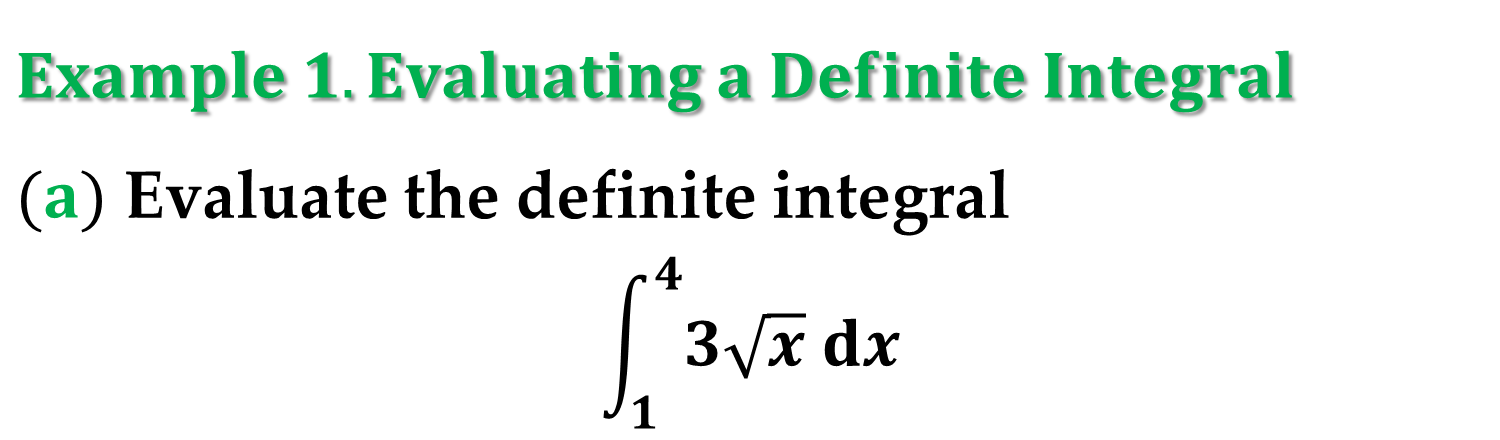 Example 1. Evaluating a Definite Integral
(a) Evaluate the definite integral
∫₁⁴ 3√x dx